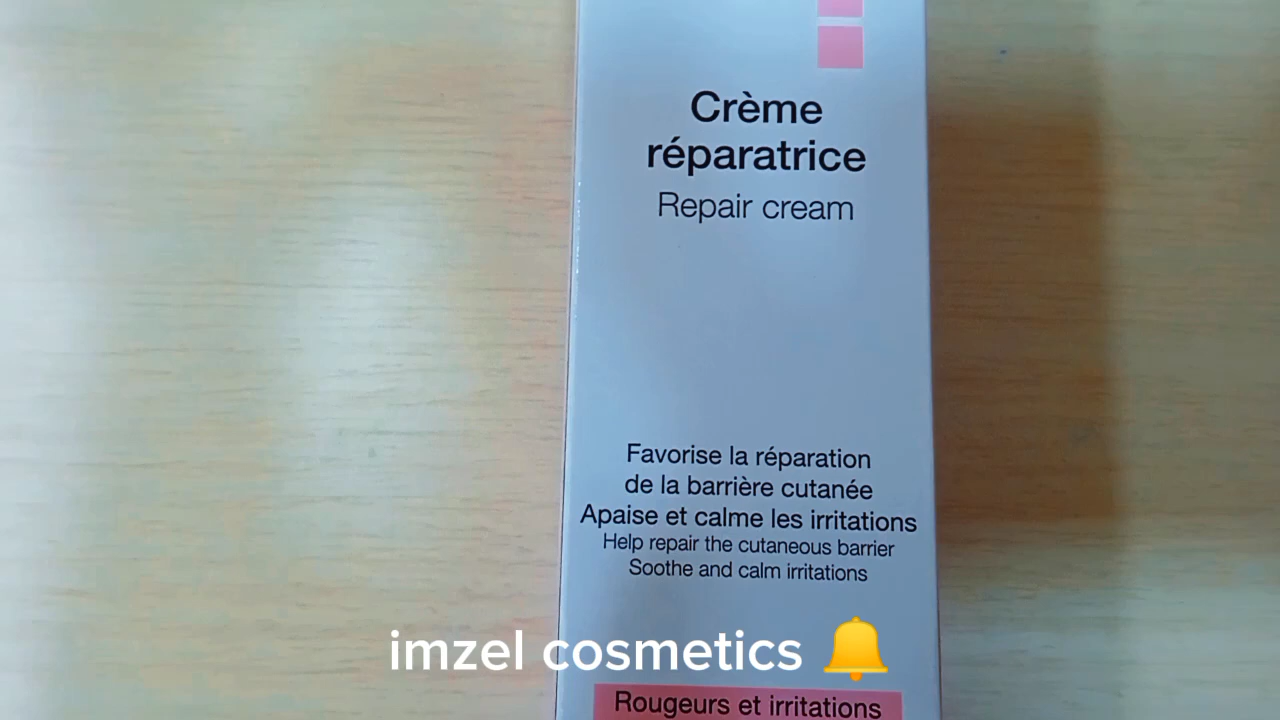 Crème
réparatrice
Repair cream
Favorise la réparation
de la barrière cutanée
Apaise et calme les irritations
Help repair the cutaneous barrier
Soothe and calm irritations
imzel cosmetics 🔔
Rougeurs et irritations